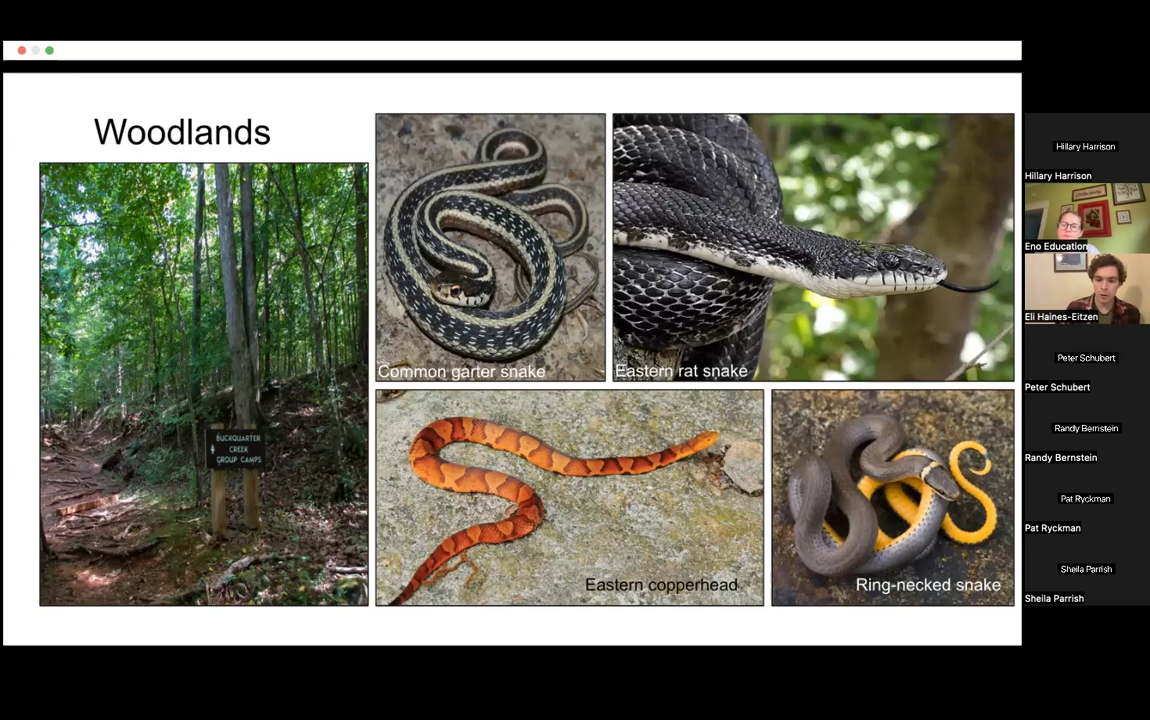 Woodlands
Common garter snake
Eastern rat snake
BUCKQUARTER
CREEK
GROUP CAMPS
Eastern copperhead
Ring-necked snake
Hillary Harrison
Hillary Harrison
Eno Education
Eli Haines-Eitzen
Peter Schubert
Peter Schubert
Randy Bernstein
Randy Bernstein
Pat Ryckman
Pat Ryckman
Sheila Parrish
Sheila Parrish